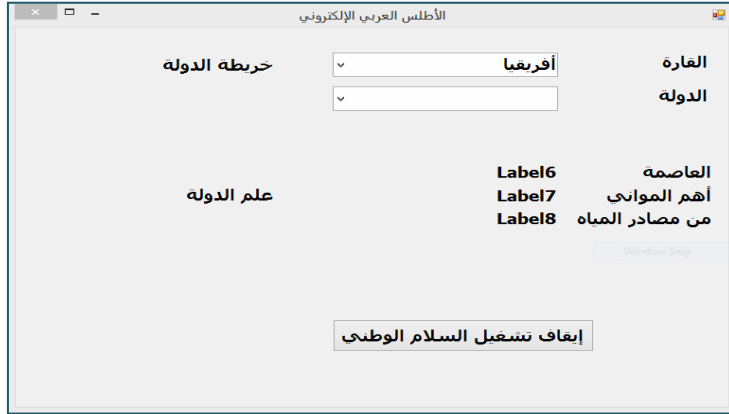 الأطلس العربي الإلكتروني
القارة أفريقيا خريطة الدولة
الدولة
العاصمة Label6
أهم المواني Label7 علم الدولة
من مصادر المياه Label8
Window Snip
إيقاف تشغيل السلام الوطني